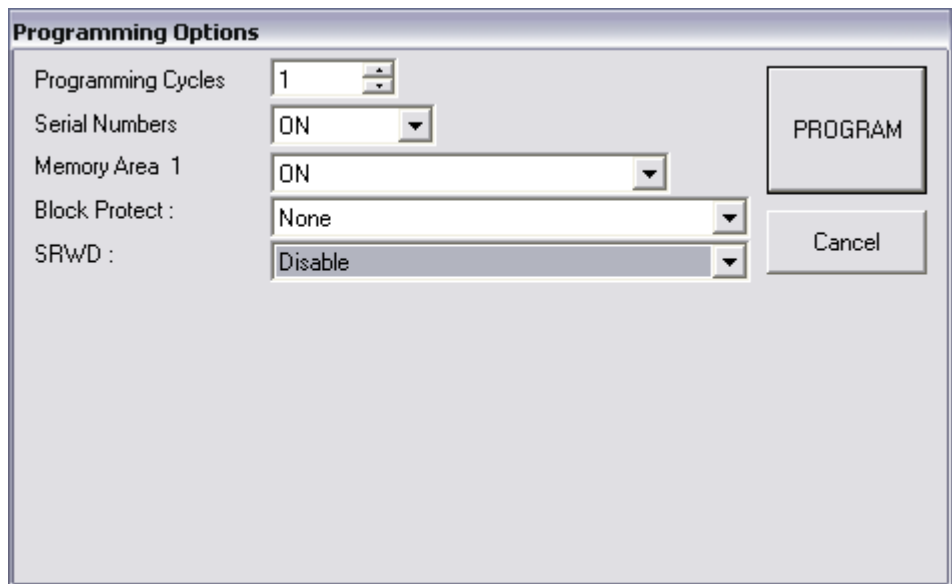 Programming Options
Programming Cycles 1
Serial Numbers ON
Memory Area 1 ON
Block Protect : None
SRWD : Disable
PROGRAM
Cancel